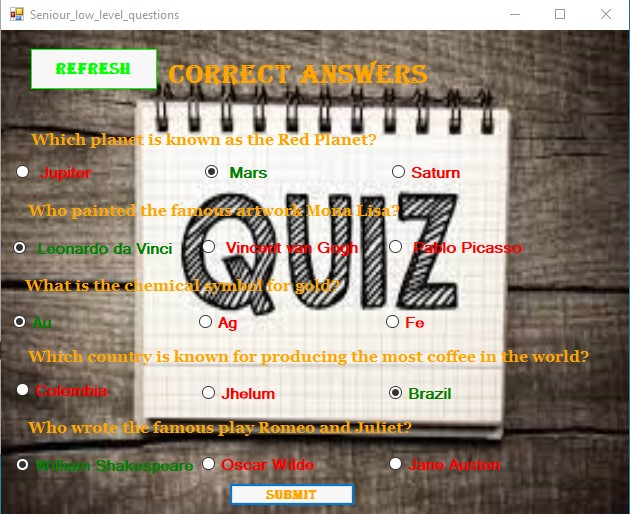 Seniour_low_level_questions
REFRESH
CORRECT ANSWERS
Which planet is known as the Red Planet?
Jupiter Mars Saturn
Who painted the famous artwork Mona Lisa?
Leonardo da Vinci Vincent van Gogh Pablo Picasso
QUIZ
What is the chemical symbol for gold?
Au Ag Fe
Which country is known for producing the most coffee in the world?
Colombia Jhelum Brazil
Who wrote the famous play Romeo and Juliet?
William Shakespeare Oscar Wilde Jane Austen
SUBMIT